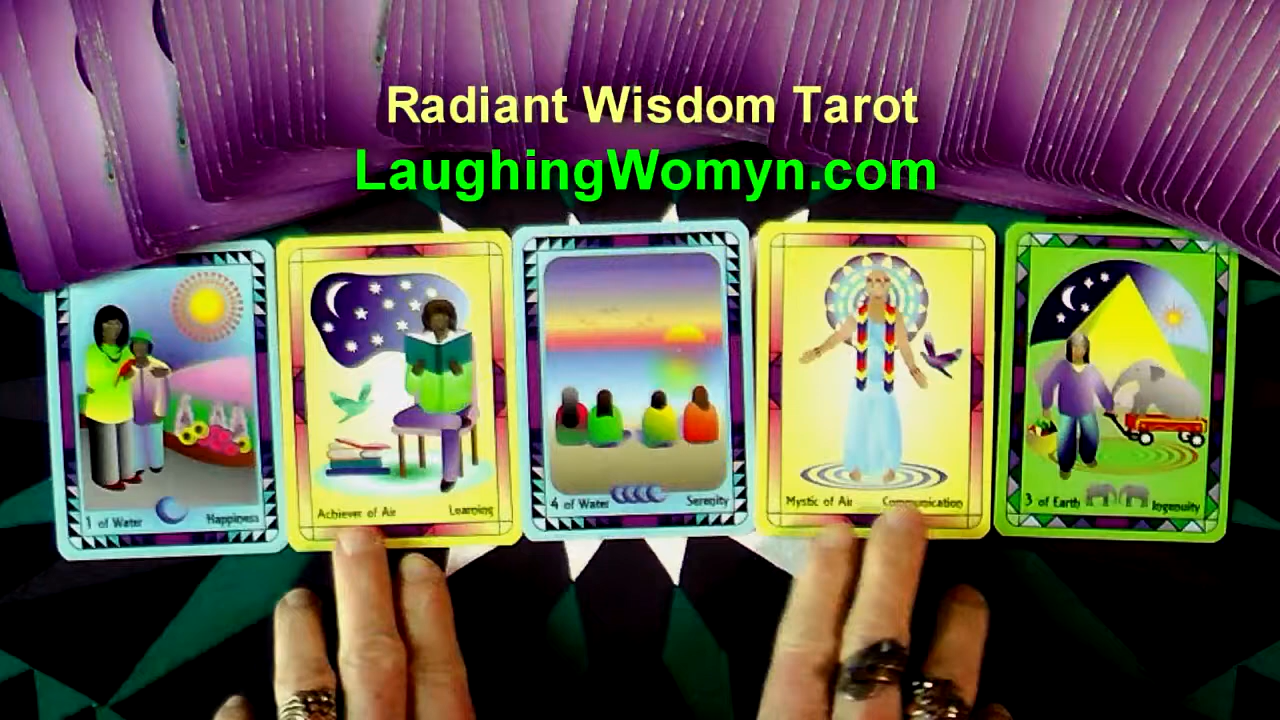 Radiant Wisdom Tarot
LaughingWomyn.com
1 of Water Happiness
Achiever of Air Learning
4 of Water Serenity
Mystic of Air Communication
3 of Earth Ingenuity